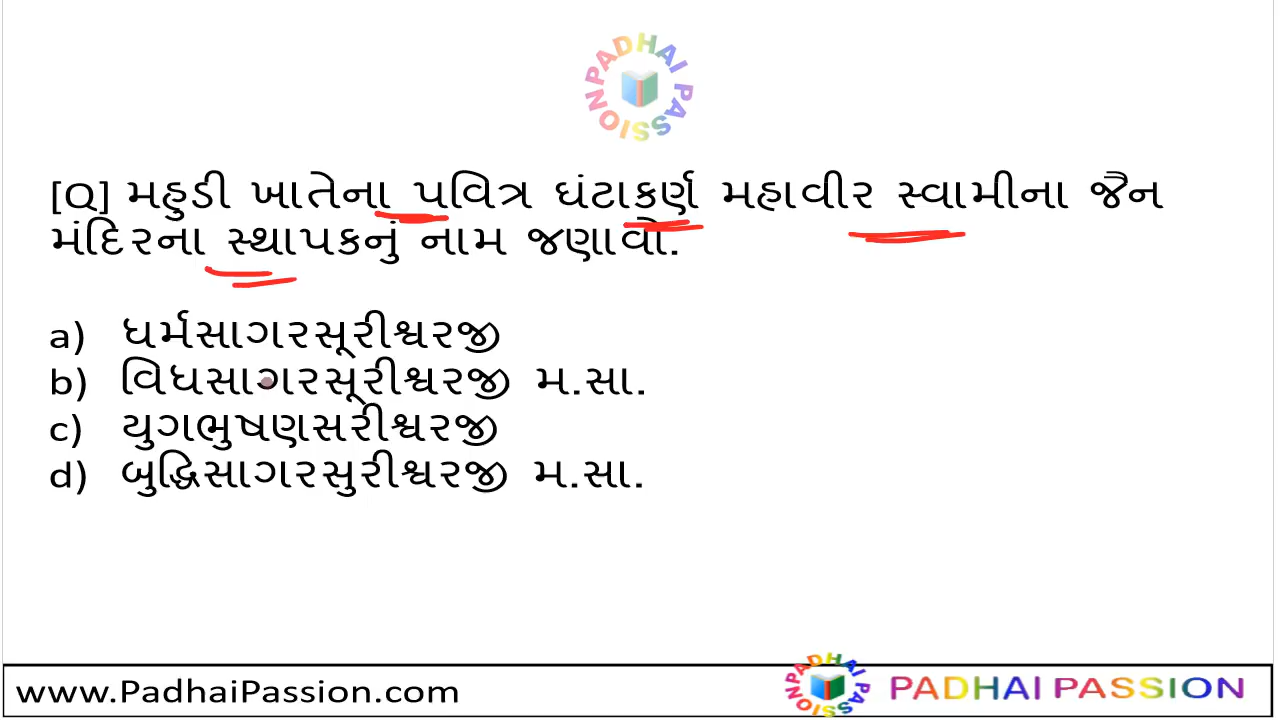 PADHAI PASSION
[Q] મહુડી ખાતેના પવિત્ર ઘંટાકર્ણ મહાવીર સ્વામીના જૈન
મંદિરના સ્થાપકનું નામ જણાવો.
a) ધર્મસાગરસૂરીશ્વરજી
b) વિધસાગરસૂરીશ્વરજી મ.સા.
c) યુગભુષણસરીશ્વરજી
d) બુદ્ધિસાગરસુરીશ્વરજી મ.સા.
www.PadhaiPassion.com
PADHAI PASSION
PADHAI PASSION